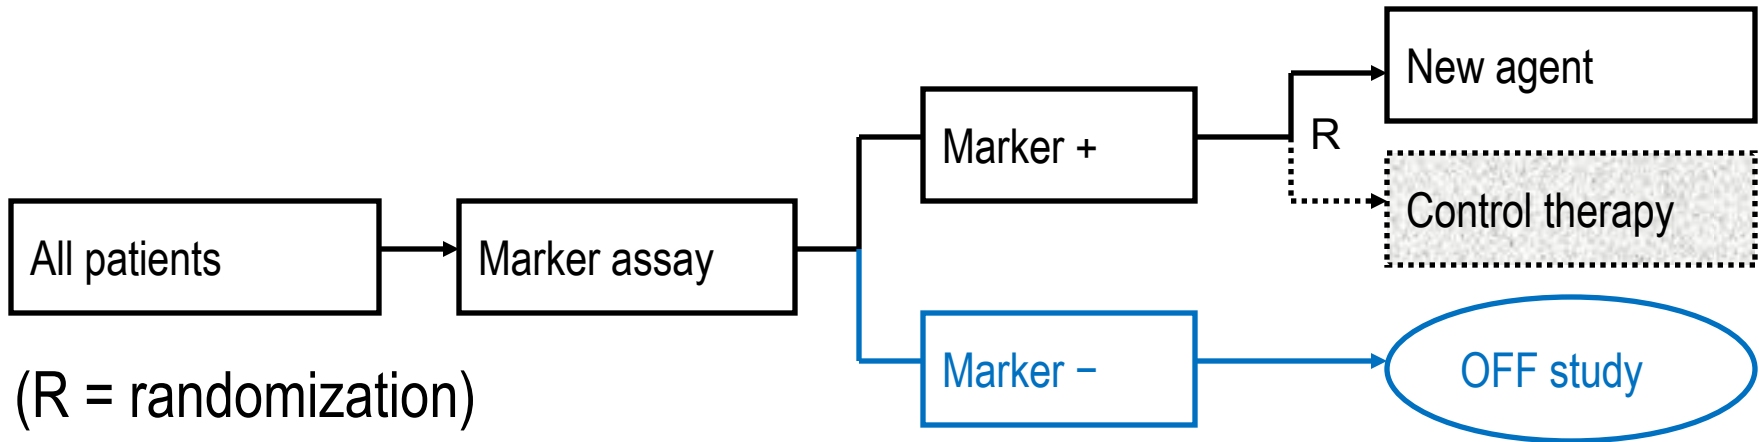 All patients
Marker assay
Marker +
Marker −
R
New agent
Control therapy
OFF study
(R = randomization)